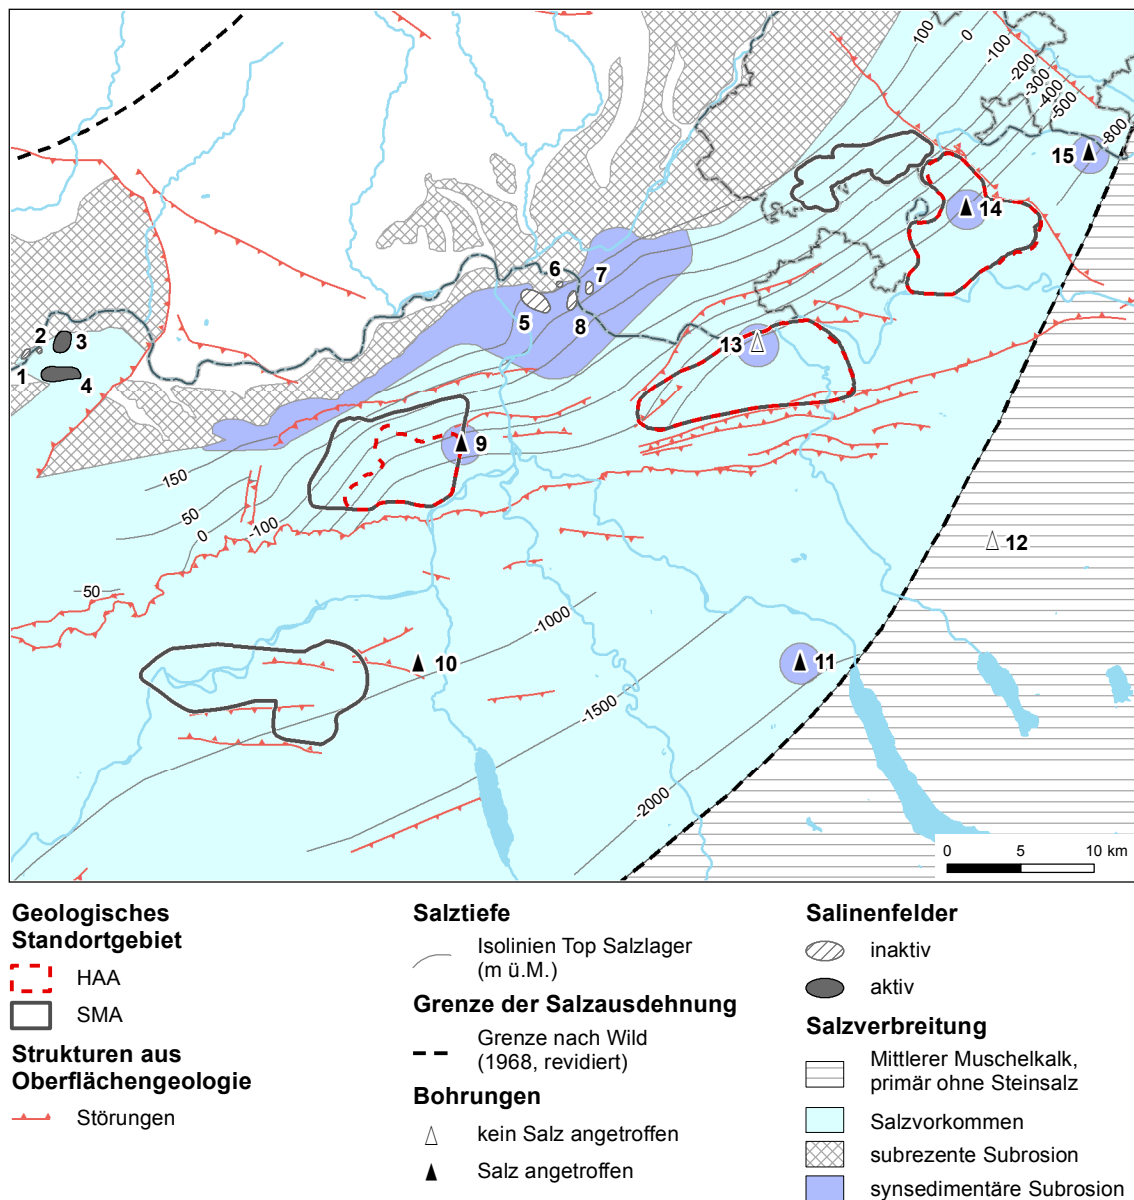 100
0
-100
-200
-300
-400
-500
-800
15
14
6
7
5
8
2
3
1
4
13
9
150
50
0
-100
12
50
-1000
10
11
-1500
-2000
0 5 10 km
Geologisches
Standortgebiet
HAA
SMA
Strukturen aus
Oberflächengeologie
Störungen
Salztiefe
Isolinien Top Salzlager
(m ü.M.)
Grenze der Salzausdehnung
Grenze nach Wild
(1968, revidiert)
Bohrungen
kein Salz angetroffen
Salz angetroffen
Salinenfelder
inaktiv
aktiv
Salzverbreitung
Mittlerer Muschelkalk,
primär ohne Steinsalz
Salzvorkommen
subrezente Subrosion
synsedimentäre Subrosion